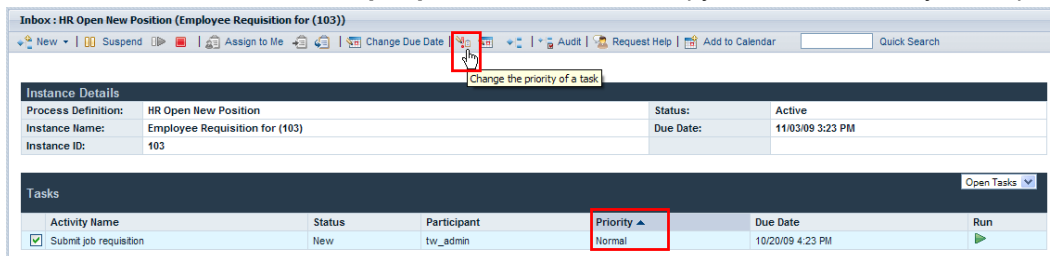 Inbox : HR Open New Position (Employee Requisition for (103))
New Suspend Assign to Me Change Due Date Audit Request Help Add to Calendar Quick Search
Change the priority of a task
Instance Details
Process Definition: HR Open New Position Status: Active
Instance Name: Employee Requisition for (103) Due Date: 11/03/09 3:23 PM
Instance ID: 103
Open Tasks
Tasks
Activity Name Status Participant Priority Due Date Run
Submit job requisition New tw_admin Normal 10/20/09 4:23 PM